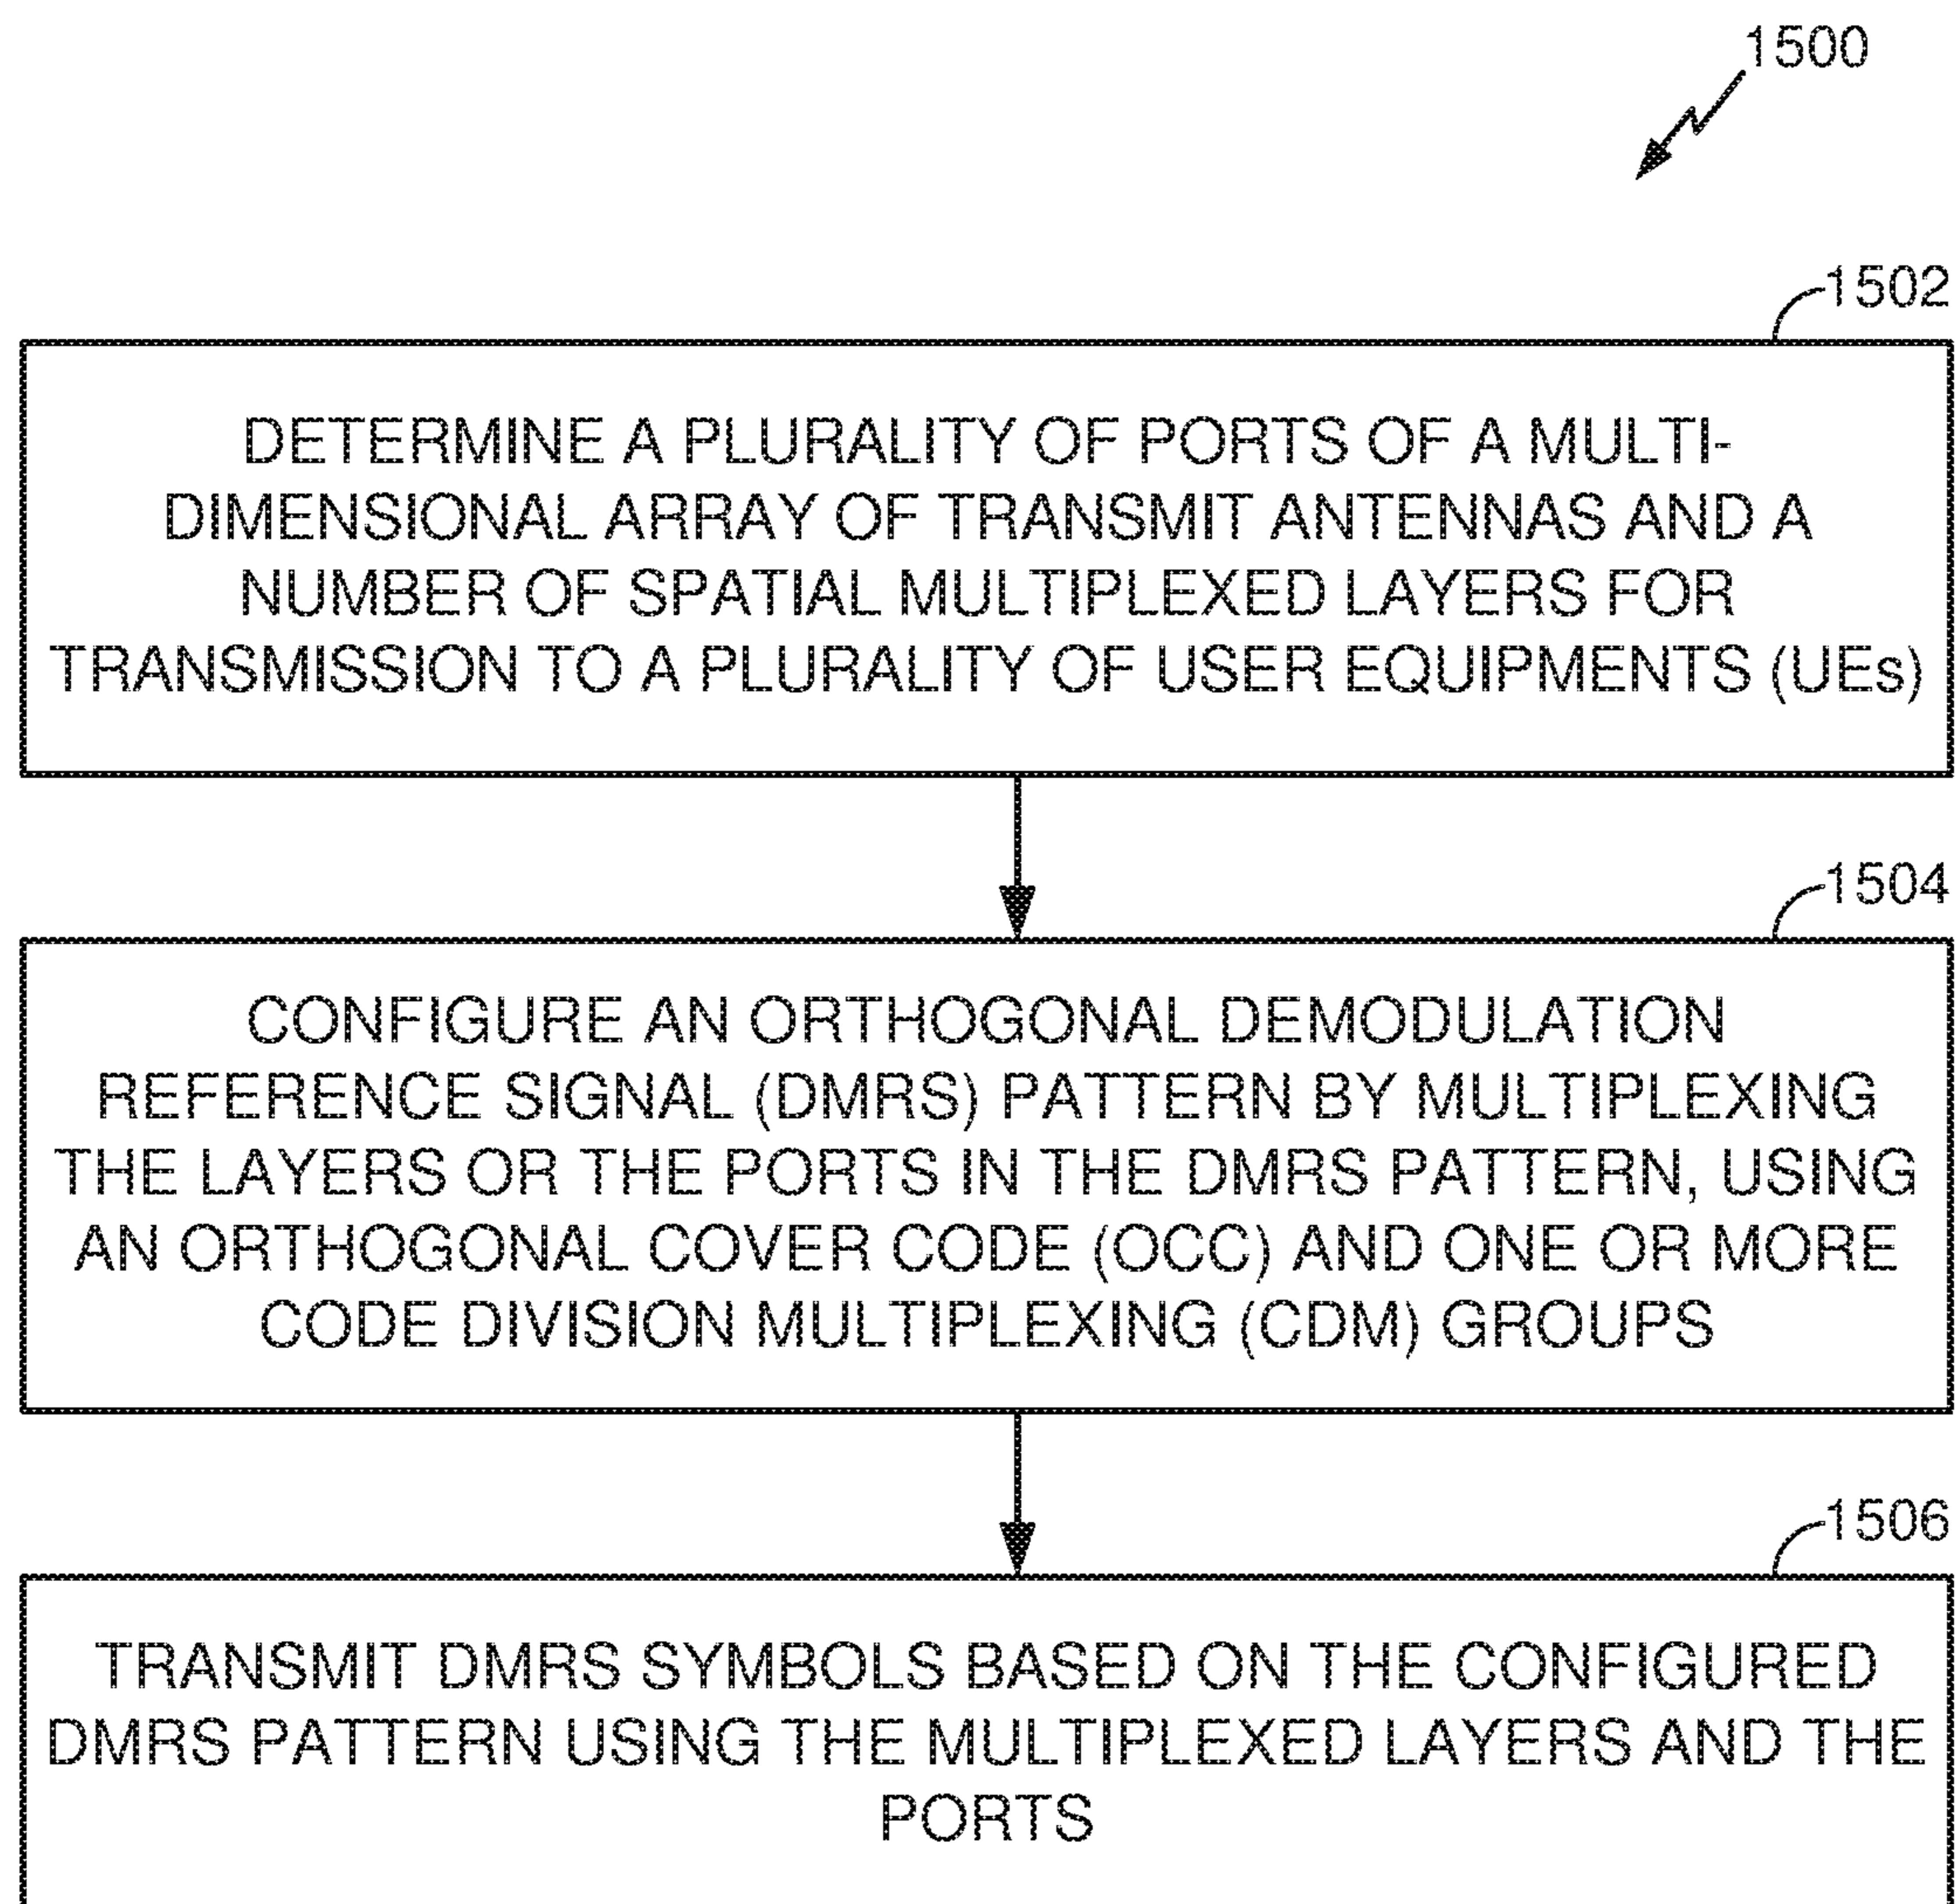 1500
1502
DETERMINE A PLURALITY OF PORTS OF A MULTI-
DIMENSIONAL ARRAY OF TRANSMIT ANTENNAS AND A
NUMBER OF SPATIAL MULTIPLEXED LAYERS FOR
TRANSMISSION TO A PLURALITY OF USER EQUIPMENTS (UEs)
1504
CONFIGURE AN ORTHOGONAL DEMODULATION
REFERENCE SIGNAL (DMRS) PATTERN BY MULTIPLEXING
THE LAYERS OR THE PORTS IN THE DMRS PATTERN, USING
AN ORTHOGONAL COVER CODE (OCC) AND ONE OR MORE
CODE DIVISION MULTIPLEXING (CDM) GROUPS
1506
TRANSMIT DMRS SYMBOLS BASED ON THE CONFIGURED
DMRS PATTERN USING THE MULTIPLEXED LAYERS AND THE
PORTS